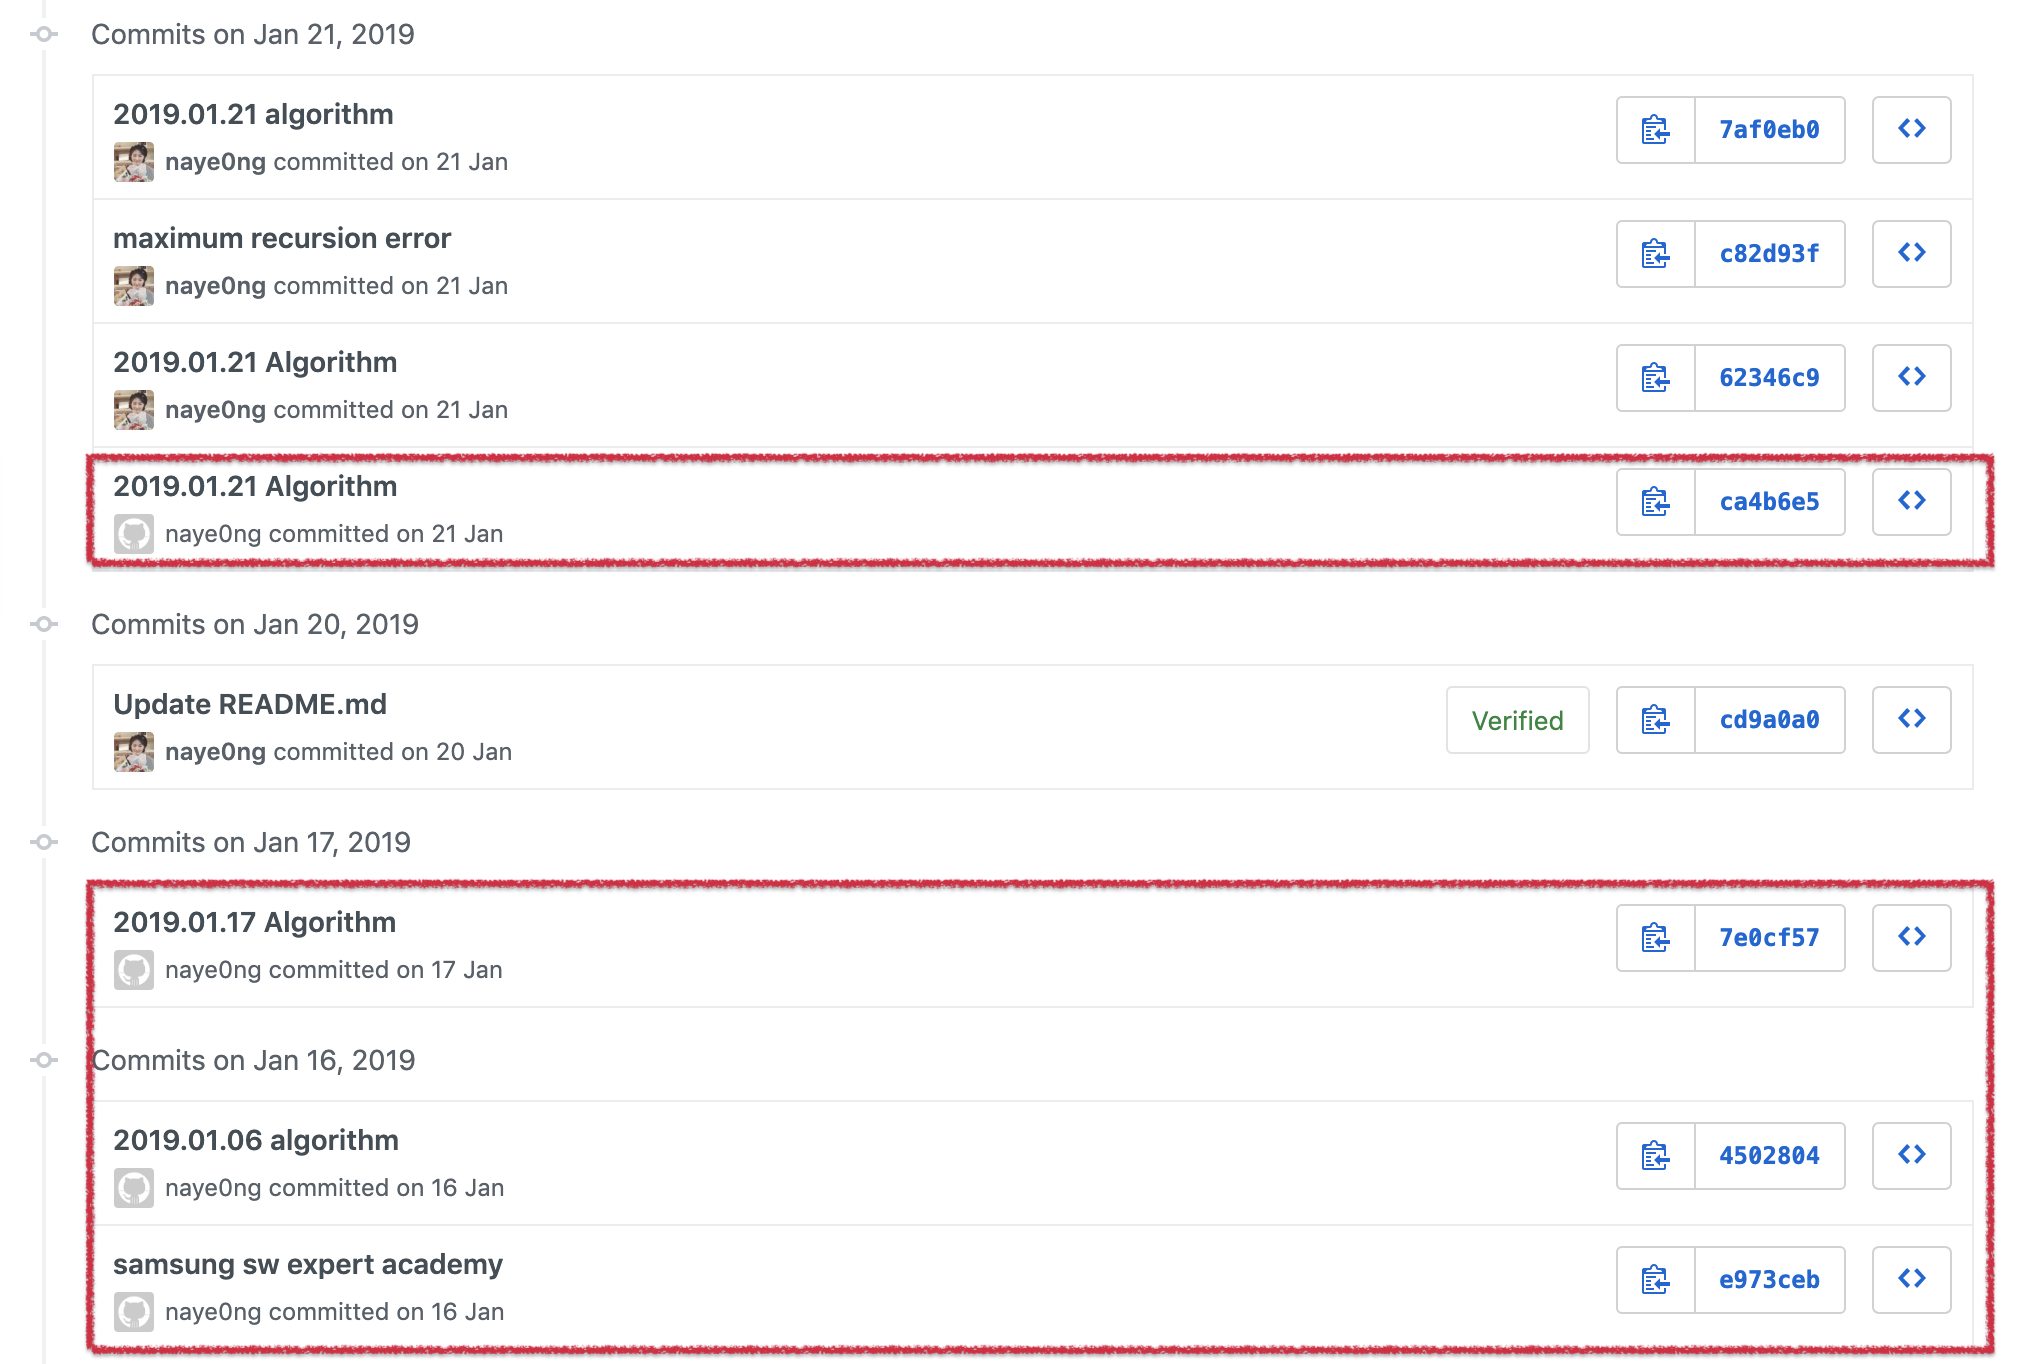 Commits on Jan 21, 2019
2019.01.21 algorithm
naye0ng committed on 21 Jan
7af0eb0
maximum recursion error
naye0ng committed on 21 Jan
c82d93f
2019.01.21 Algorithm
naye0ng committed on 21 Jan
62346c9
2019.01.21 Algorithm
naye0ng committed on 21 Jan
ca4b6e5
Commits on Jan 20, 2019
Update README.md
naye0ng committed on 20 Jan
Verified
cd9a0a0
Commits on Jan 17, 2019
2019.01.17 Algorithm
naye0ng committed on 17 Jan
7e0cf57
Commits on Jan 16, 2019
2019.01.06 algorithm
naye0ng committed on 16 Jan
4502804
samsung sw expert academy
naye0ng committed on 16 Jan
e973ceb